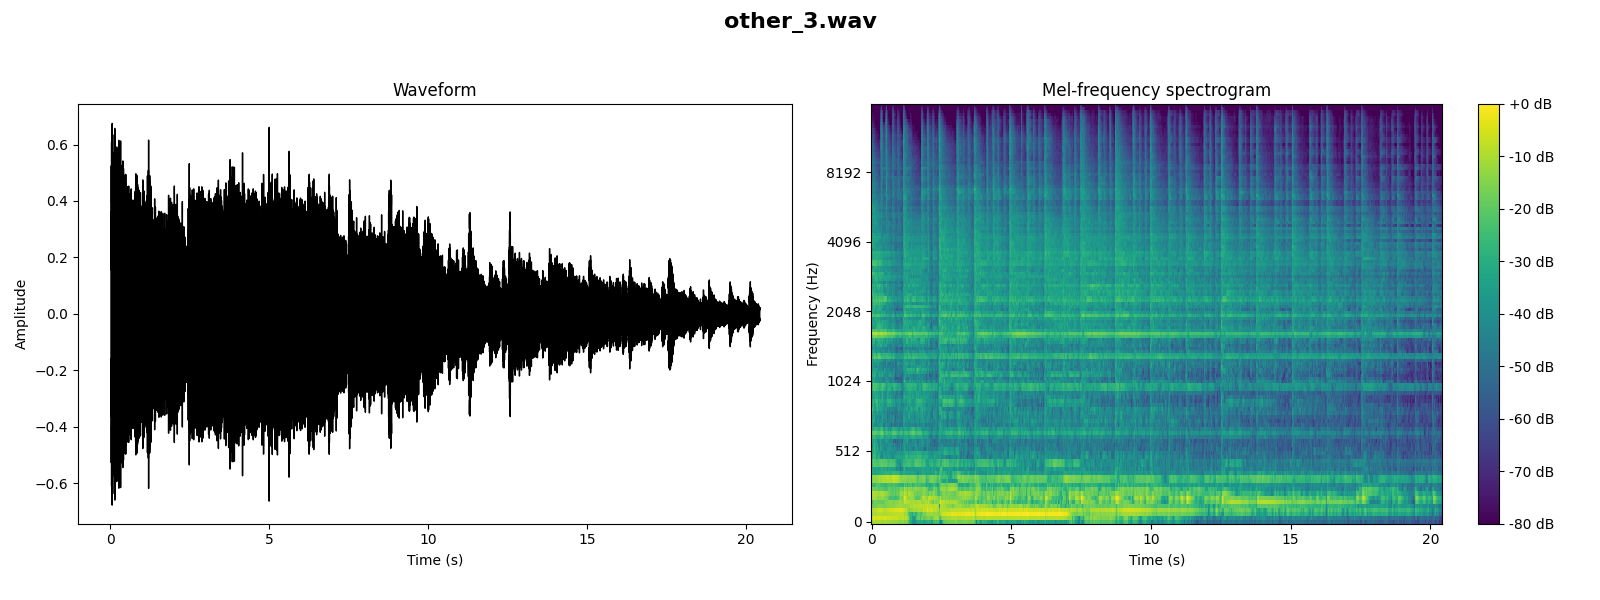 other_3.wav
Waveform
Amplitude
0.6
0.4
0.2
0.0
−0.2
−0.4
−0.6
0 5 10 15 20
Time (s)
Mel-frequency spectrogram
Frequency (Hz)
8192
4096
2048
1024
512
0
0 5 10 15 20
Time (s)
+0 dB
-10 dB
-20 dB
-30 dB
-40 dB
-50 dB
-60 dB
-70 dB
-80 dB